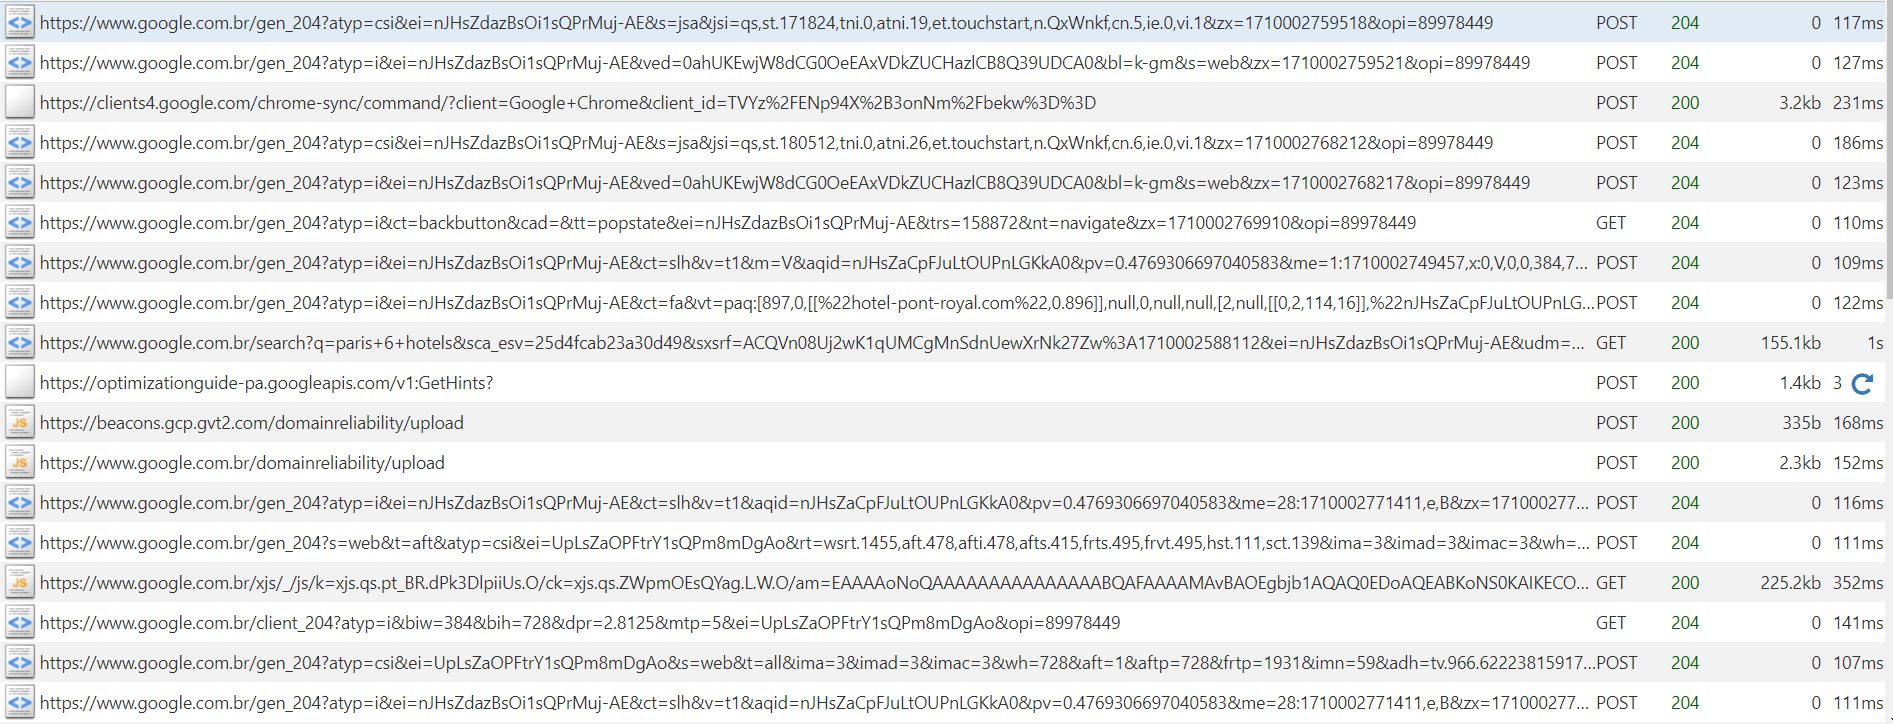 https://www.google.com.br/gen_204?atyp=csi&ei=nJHsZdazBsOi1sQPrMuj-AE&s=jsa&jsi=qs,st.171824,tni.0,atni.19,et.touchstart,n.QxWnkf,cn.5,ie.0,vi.1&zx=1710002759518&opi=89978449 POST 204 0 117ms
https://www.google.com.br/gen_204?atyp=i&ei=nJHsZdazBsOi1sQPrMuj-AE&ved=0ahUKEwjW8dCG0OeEAxVDkZUCHazlCB8Q39UDCA0&bl=k-gm&s=web&zx=1710002759521&opi=89978449 POST 204 0 127ms
https://clients4.google.com/chrome-sync/command/?client=Google+Chrome&client_id=TVYz%2FENp94X%2B3onNm%2Fbekw%3D%3D POST 200 3.2kb 231ms
https://www.google.com.br/gen_204?atyp=csi&ei=nJHsZdazBsOi1sQPrMuj-AE&s=jsa&jsi=qs,st.180512,tni.0,atni.26,et.touchstart,n.QxWnkf,cn.6,ie.0,vi.1&zx=1710002768212&opi=89978449 POST 204 0 186ms
https://www.google.com.br/gen_204?atyp=i&ei=nJHsZdazBsOi1sQPrMuj-AE&ved=0ahUKEwjW8dCG0OeEAxVDkZUCHazlCB8Q39UDCA0&bl=k-gm&s=web&zx=1710002768217&opi=89978449 POST 204 0 123ms
https://www.google.com.br/gen_204?atyp=i&ct=backbutton&cad=&tt=popstate&ei=nJHsZdazBsOi1sQPrMuj-AE&trs=158872&nt=navigate&zx=1710002769910&opi=89978449 GET 204 0 110ms
https://www.google.com.br/gen_204?atyp=i&ei=nJHsZdazBsOi1sQPrMuj-AE&ct=slh&v=t1&m=V&aqid=nJHsZaCpFJuLtOUPnLGKkA0&pv=0.4769306697040583&me=1:1710002749457,x:0,V,0,0,384,7... POST 204 0 109ms
https://www.google.com.br/gen_204?atyp=i&ei=nJHsZdazBsOi1sQPrMuj-AE&ct=fa&vt=paq:[897,0,[[%22hotel-pont-royal.com%22,0.896]],null,0,null,null,[2,null,[[0,2,114,16]],%22nJHsZaCpFJuLtOUPnLG... POST 204 0 122ms
https://www.google.com.br/search?q=paris+6+hotels&sca_esv=25d4fcab23a30d49&sxsrf=ACQVn08Uj2wK1qUMCgMnSdnUewXrNk27Zw%3A1710002588112&ei=nJHsZdazBsOi1sQPrMuj-AE&udm=... GET 200 155.1kb 1s
https://optimizationguide-pa.googleapis.com/v1:GetHints? POST 200 1.4kb 3
https://beacons.gcp.gvt2.com/domainreliability/upload POST 200 335b 168ms
https://www.google.com.br/domainreliability/upload POST 200 2.3kb 152ms
https://www.google.com.br/gen_204?atyp=i&ei=nJHsZdazBsOi1sQPrMuj-AE&ct=slh&v=t1&aqid=nJHsZaCpFJuLtOUPnLGKkA0&pv=0.4769306697040583&me=28:1710002771411,e,B&zx=171000277... POST 204 0 116ms
https://www.google.com.br/gen_204?s=web&t=aft&atyp=csi&ei=UpLsZaOPFtrY1sQPm8mDgAo&rt=wsrt.1455,aft.478,afti.478,afts.415,frts.495,frvt.495,hst.111,sct.139&ima=3&imad=3&imac=3&wh=... POST 204 0 111ms
https://www.google.com.br/xjs/_/js/k=xjs.qs.pt_BR.dPk3DlpiiUs.O/ck=xjs.qs.ZWpmOEsQYag.L.W.O/am=EAAAAoNoQAAAAAAAAAAAAAAAABQAFAAAAMAvBAOEgbjb1AQAQ0EDoAQEABKoNS0KAIKECO... GET 200 225.2kb 352ms
https://www.google.com.br/client_204?atyp=i&biw=384&bih=728&dpr=2.8125&mtp=5&ei=UpLsZaOPFtrY1sQPm8mDgAo&opi=89978449 GET 204 0 141ms
https://www.google.com.br/gen_204?atyp=csi&ei=UpLsZaOPFtrY1sQPm8mDgAo&s=web&t=all&ima=3&imad=3&imac=3&wh=728&aft=1&aftp=728&frtp=1931&imn=59&adh=tv.966.62223815917... POST 204 0 107ms
https://www.google.com.br/gen_204?atyp=i&ei=nJHsZdazBsOi1sQPrMuj-AE&ct=slh&v=t1&aqid=nJHsZaCpFJuLtOUPnLGKkA0&pv=0.4769306697040583&me=28:1710002771411,e,B&zx=171000277... POST 204 0 111ms